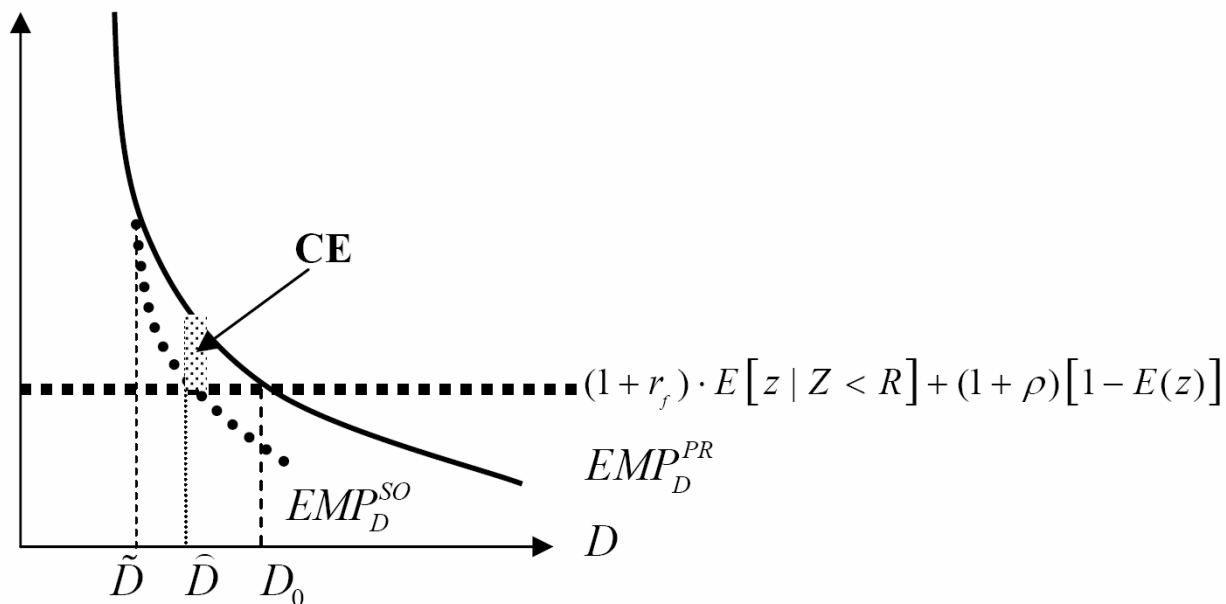 CE
(1 + r_f) · E[z | Z < R] + (1 + ρ)[1 − E(z)]
EMP_D^{PR}
EMP_D^{SO}
D
D̃ D̂ D_0